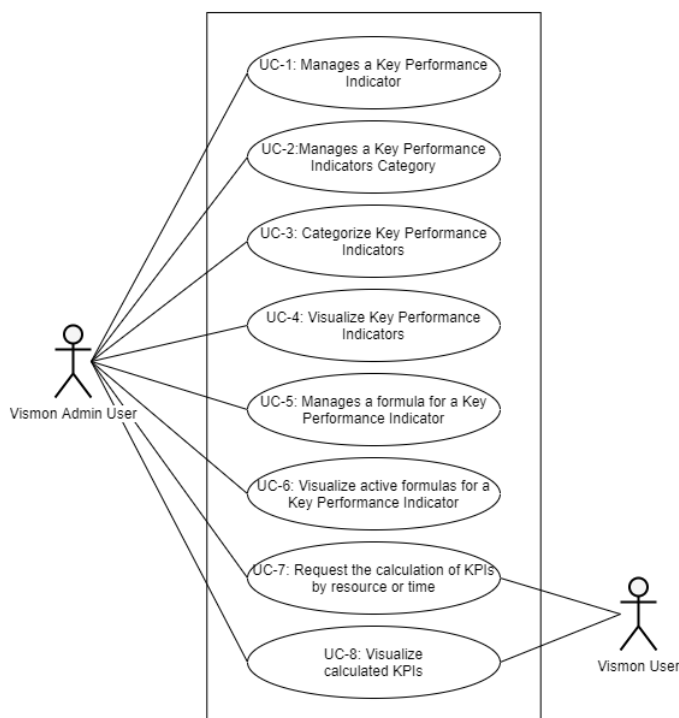 UC-1: Manages a Key Performance
Indicator
UC-2:Manages a Key Performance
Indicators Category
UC-3: Categorize Key Performance
Indicators
UC-4: Visualize Key Performance
Indicators
Vismon Admin User
UC-5: Manages a formula for a Key
Performance Indicator
UC-6: Visualize active formulas for a
Key Performance Indicator
UC-7: Request the calculation of KPIs
by resource or time
UC-8: Visualize
calculated KPIs
Vismon User